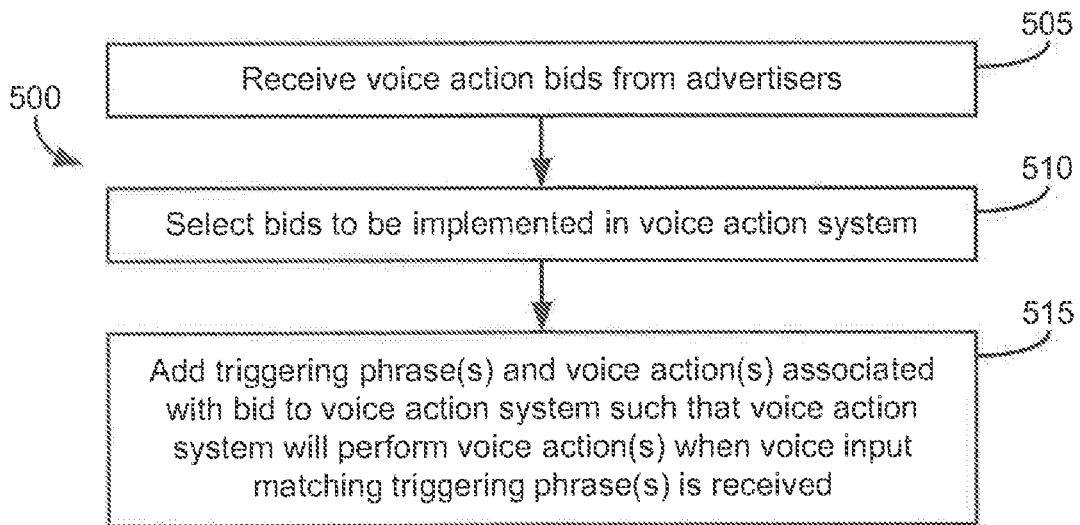 505
Receive voice action bids from advertisers
500
510
Select bids to be implemented in voice action system
515
Add triggering phrase(s) and voice action(s) associated
with bid to voice action system such that voice action
system will perform voice action(s) when voice input
matching triggering phrase(s) is received